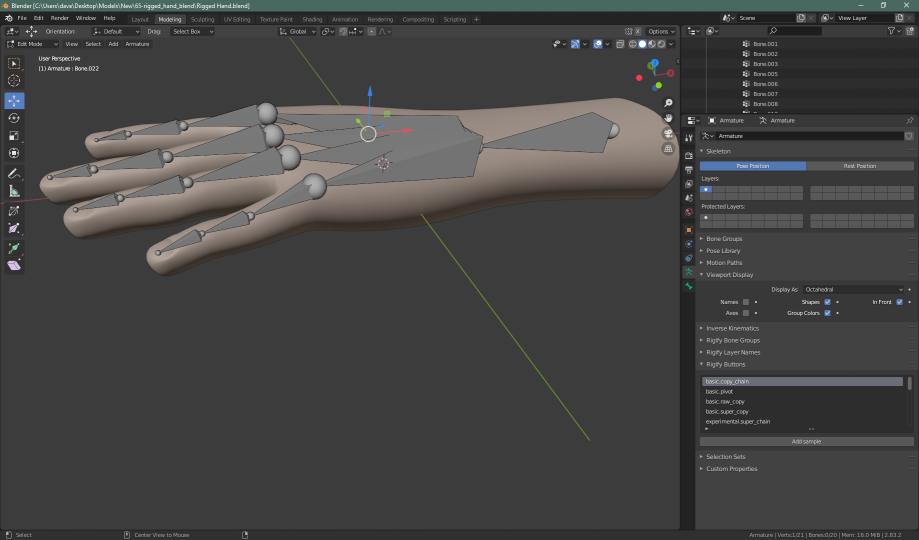 Blender [C:\Users\dave\Desktop\Models\New\65-rigged_hand_blend\Rigged Hand.blend]
File Edit Render Window Help Layout Modeling Sculpting UV Editing Texture Paint Shading Animation Rendering Compositing Scripting + Scene View Layer
Orientation Default Drag: Select Box Global Options
Edit Mode View Select Add Armature
User Perspective
(1) Armature : Bone.022
Bone.001
Bone.002
Bone.003
Bone.005
Bone.006
Bone.007
Bone.008
Armature Armature
Armature
Skeleton
Pose Position Rest Position
Layers:
Protected Layers:
Bone Groups
Pose Library
Motion Paths
Viewport Display
Display As: Octahedral
Names Shapes In Front
Axes Group Colors
Inverse Kinematics
Rigify Bone Groups
Rigify Layer Names
Rigify Buttons
basic.copy_chain
basic.pivot
basic.raw_copy
basic.super_copy
experimental.super_chain
Add sample
Selection Sets
Custom Properties
Select Center View to Mouse Armature | Verts:1/21 | Bones:0/20 | Mem: 16.0 MiB | 2.83.2